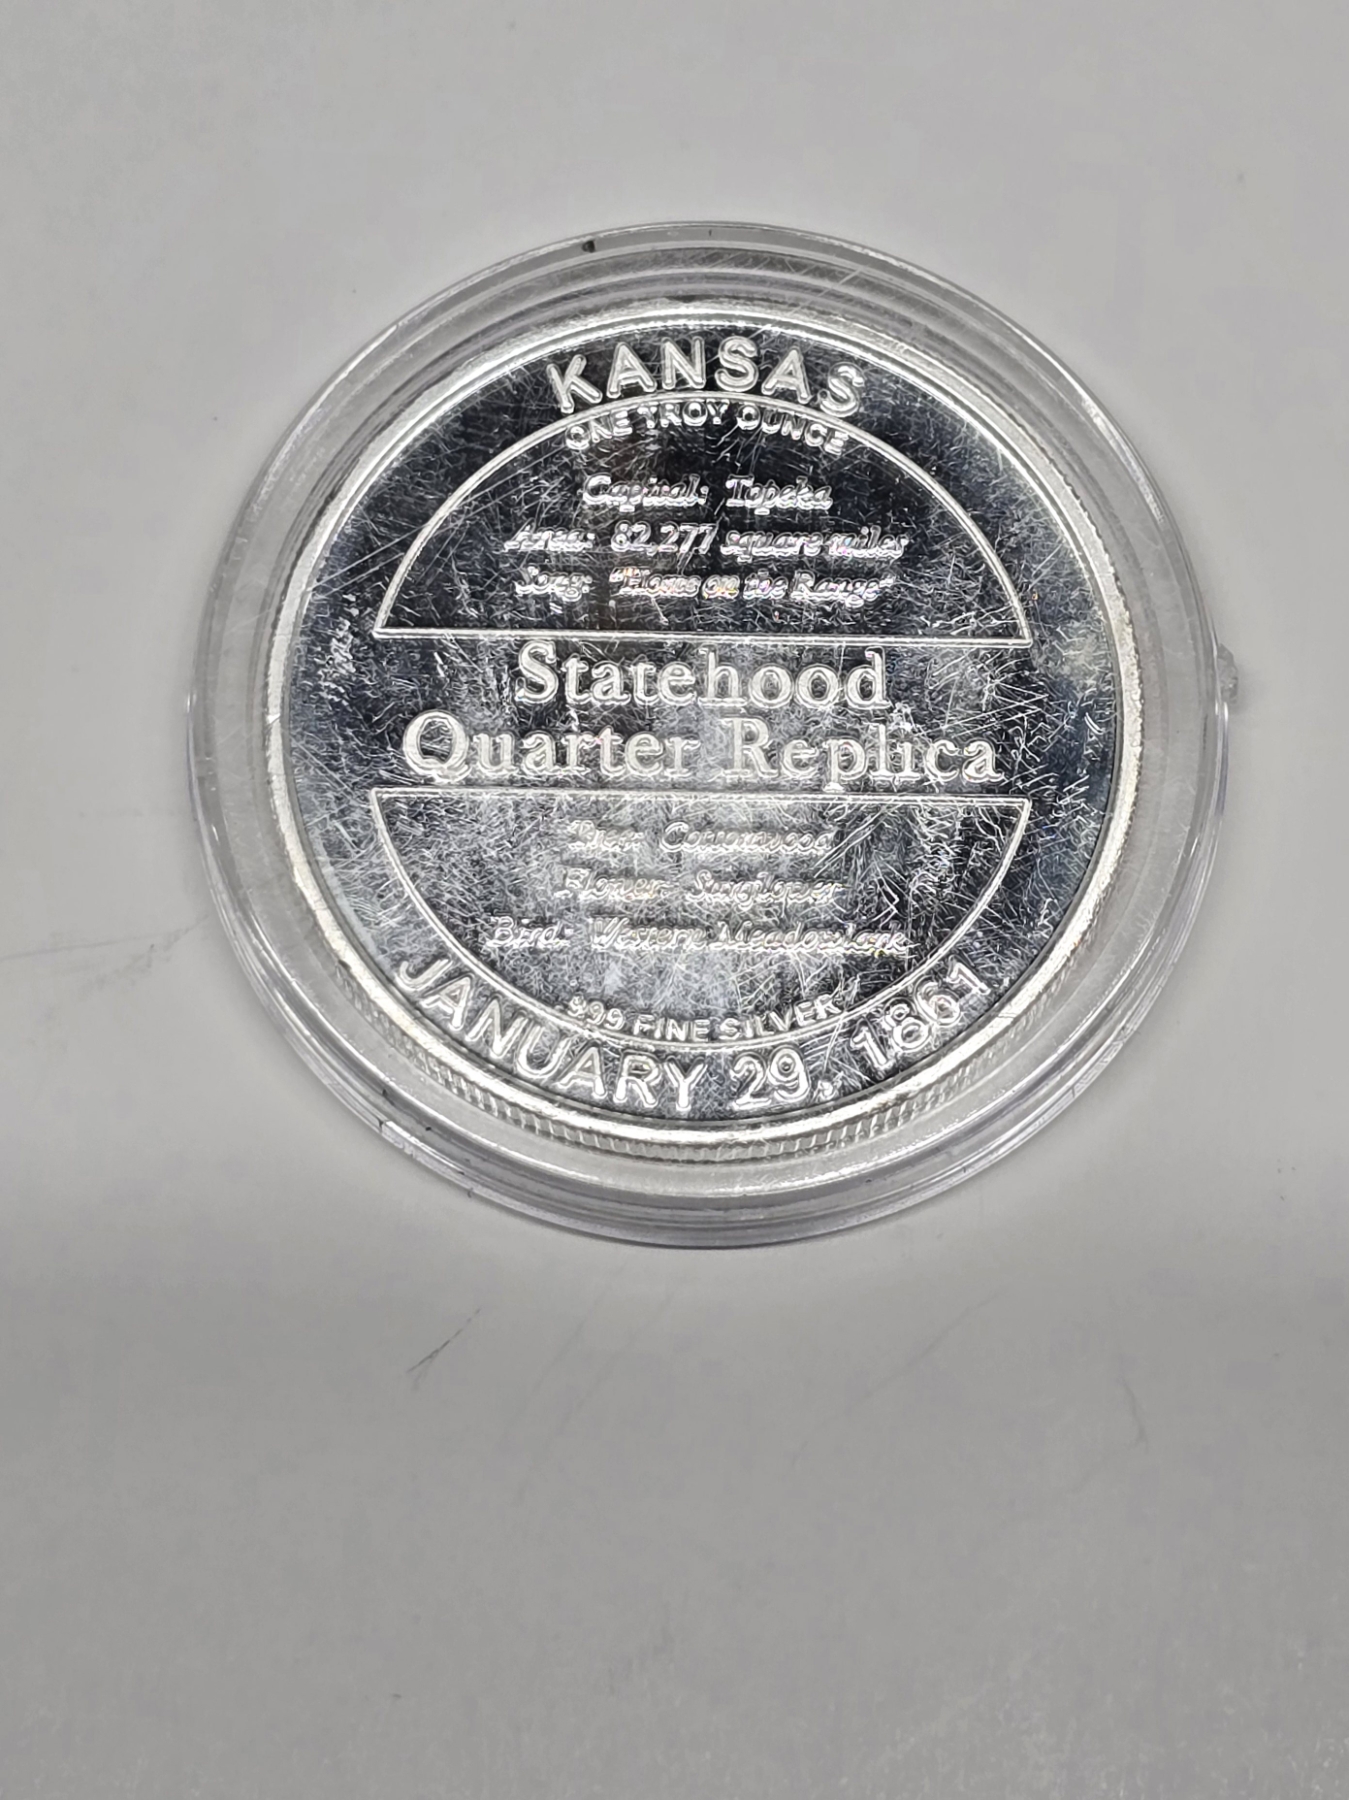 KANSAS
ONE TROY OUNCE
Capital: Topeka
Area: 82,277 square miles
Song: "Home on the Range"
Statehood
Quarter Replica
Tree: Cottonwood
Flower: Sunflower
Bird: Western Meadowlark
.999 FINE SILVER
JANUARY 29, 1861